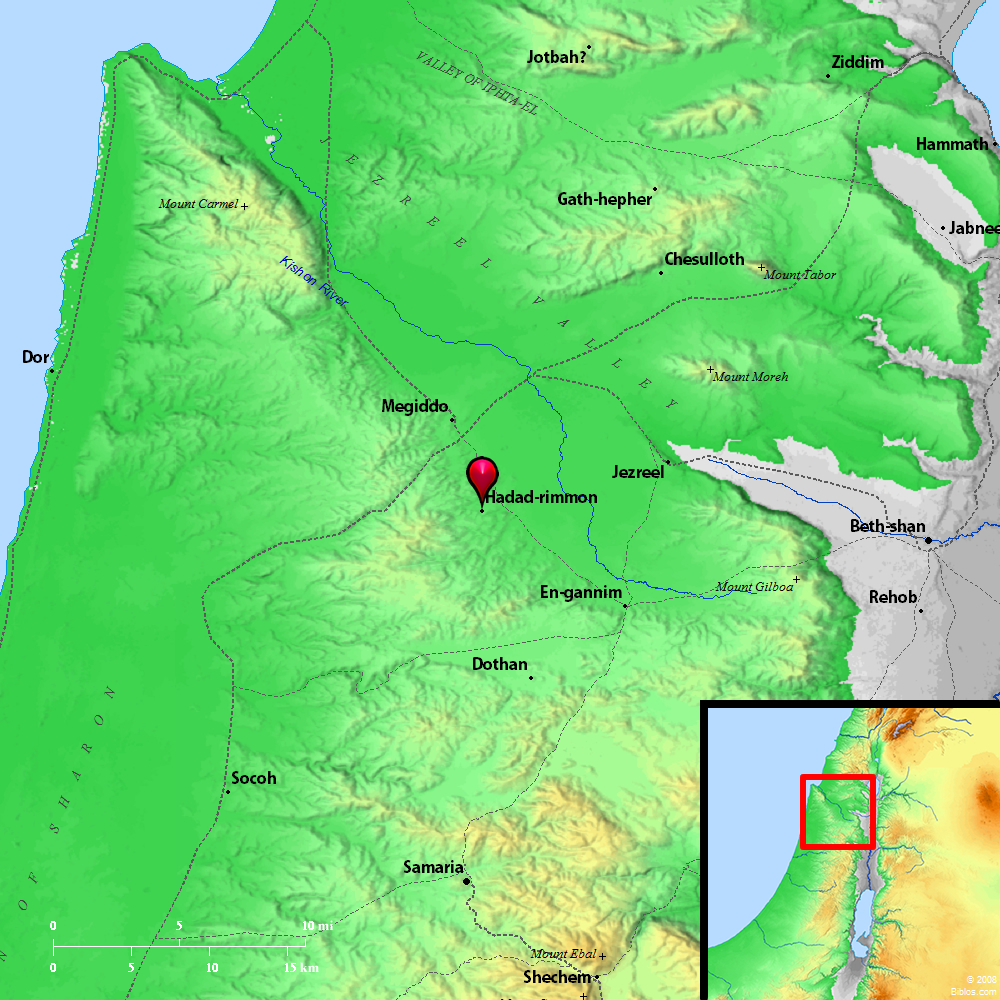 Jotbah?
VALLEY OF IPHTA-EL
Ziddim
Hammath
JEZREEL VALLEY
Gath-hepher
Mount Carmel
Jabnee
Chesulloth
Mount Tabor
Kishon River
Dor
Mount Moreh
Megiddo
Jezreel
Hadad-rimmon
Beth-shan
Mount Gilboa
En-gannim
Rehob
Dothan
N OF SHARON
Socoh
Samaria
0 5 10 mi
0 5 10 15 km
Mount Ebal
Shechem
© 2008
Biblos.com